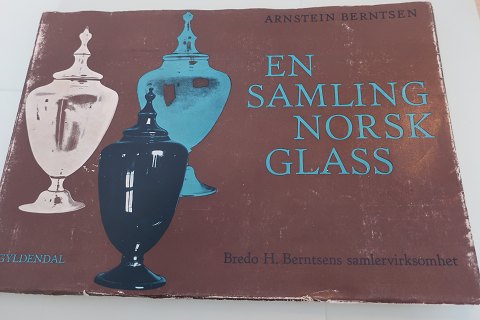 ARNSTEIN BERNTSEN
EN
SAMLING
NORSK
GLASS
Bredo H. Berntsens samlervirksomhet
GYLDENDAL